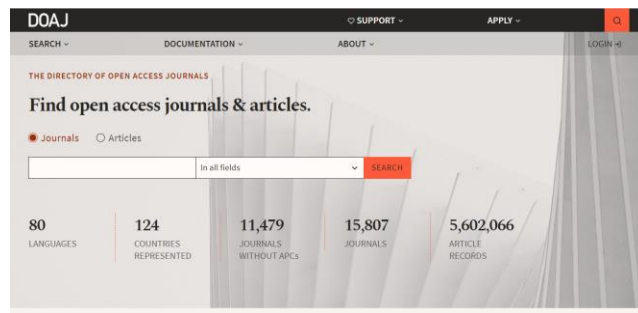 DOAJ
SUPPORT
APPLY
SEARCH
DOCUMENTATION
ABOUT
LOGIN
THE DIRECTORY OF OPEN ACCESS JOURNALS
Find open access journals & articles.
Journals
Articles
In all fields
SEARCH
80
LANGUAGES
124
COUNTRIES
REPRESENTED
11,479
JOURNALS
WITHOUT APCs
15,807
JOURNALS
5,602,066
ARTICLE
RECORDS